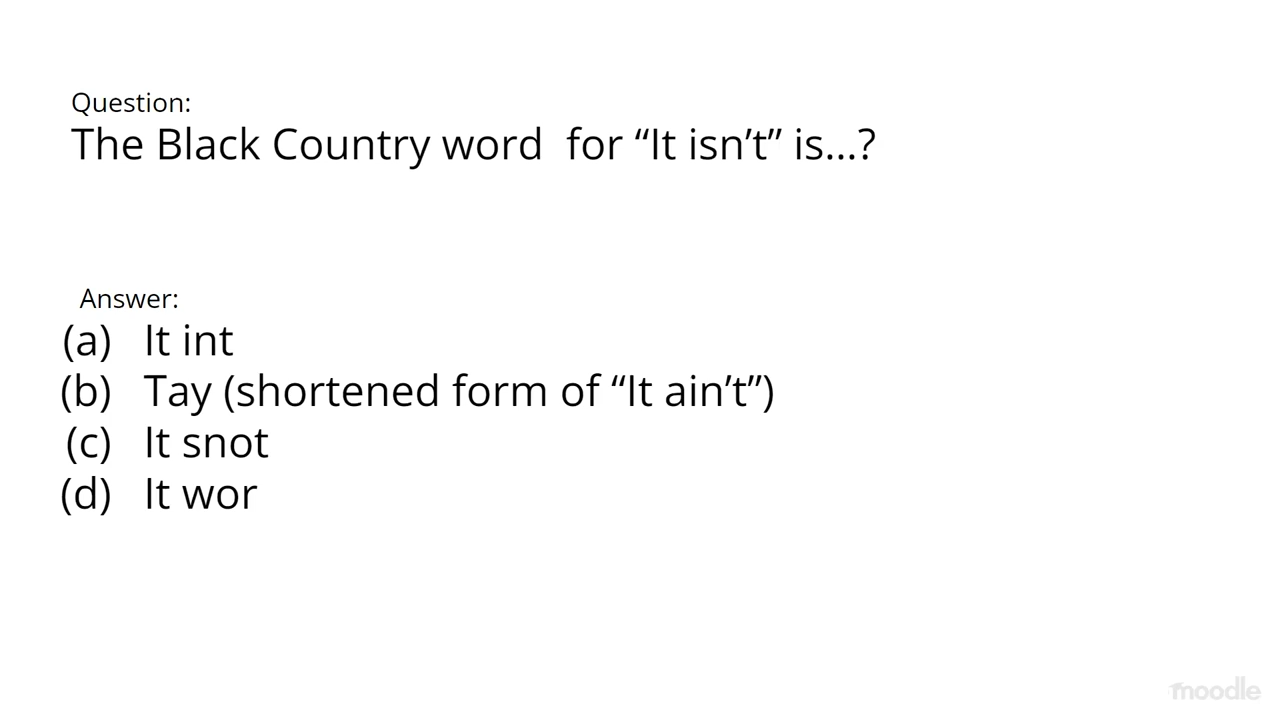 Question:
The Black Country word  for “It isn’t” is...?
Answer:
(a) It int
(b) Tay (shortened form of “It ain’t”)
(c) It snot
(d) It wor
moodle